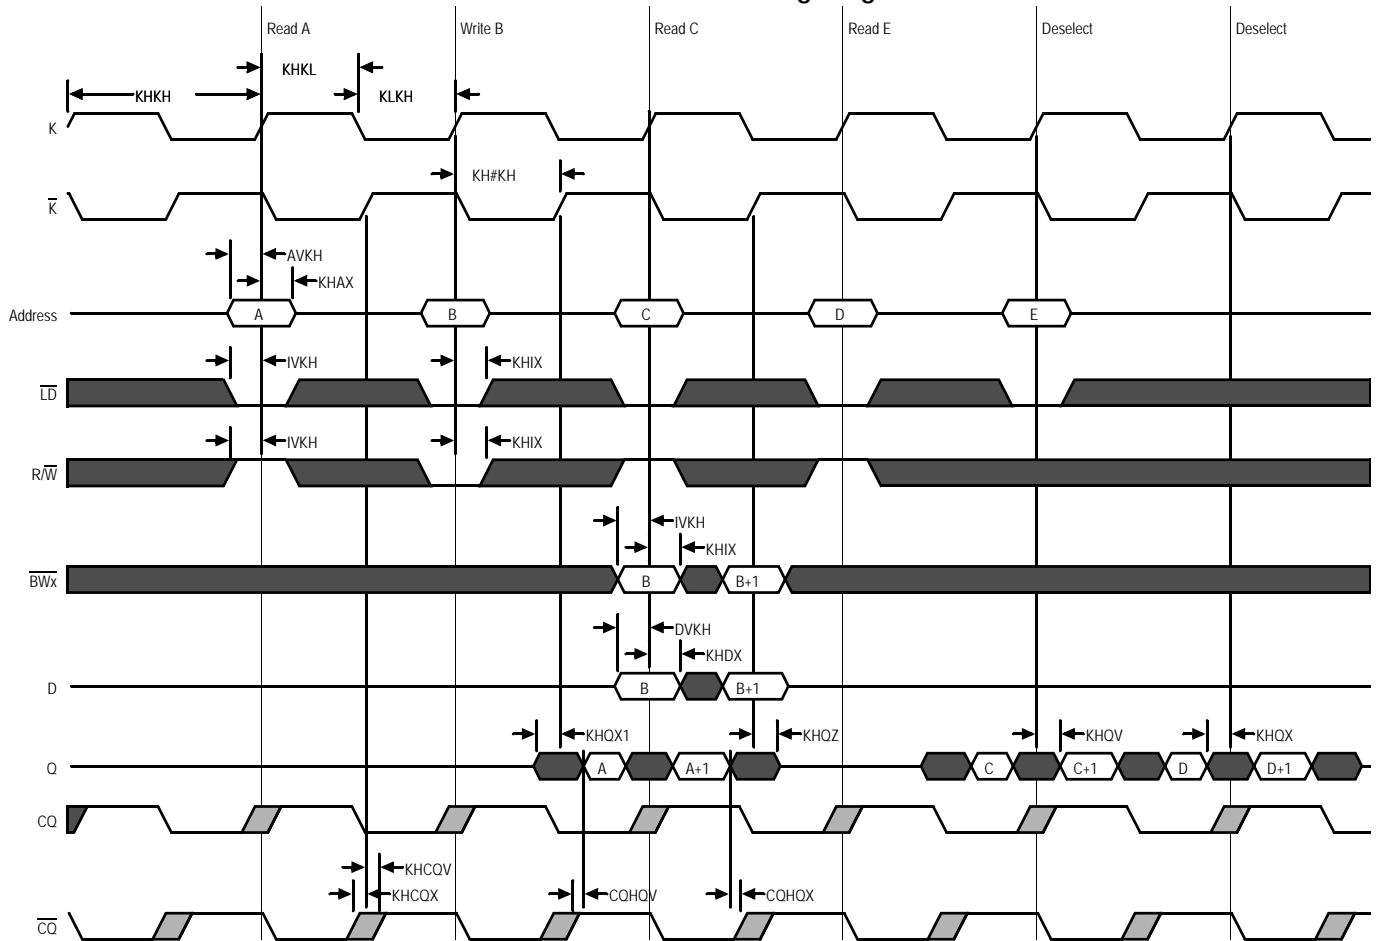 Read A Write B Read C Read E Deselect Deselect
KHKL
KHKH KLKH
K
KH#KH
K
AVKH
KHAX
Address A B C D E
IVKH KHIX
LD
IVKH KHIX
R/W
IVKH
KHIX
BWx B B+1
DVKH
KHDX
D B B+1
KHQX1 KHQZ KHQV KHQX
Q A A+1 C C+1 D D+1
CQ
KHCQV
KHCQX CQHQV CQHQX
CQ